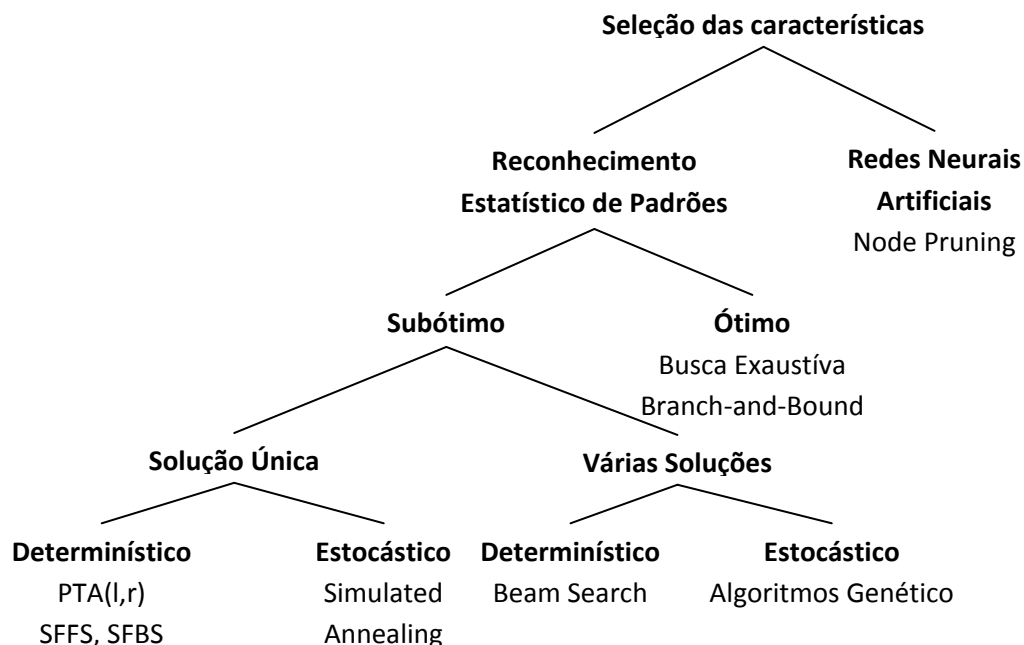 Seleção das características
Reconhecimento
Estatístico de Padrões
Redes Neurais
Artificiais
Node Pruning
Subótimo
Ótimo
Busca Exaustíva
Branch-and-Bound
Solução Única
Várias Soluções
Determinístico
PTA(l,r)
SFFS, SFBS
Estocástico
Simulated
Annealing
Determinístico
Beam Search
Estocástico
Algoritmos Genético